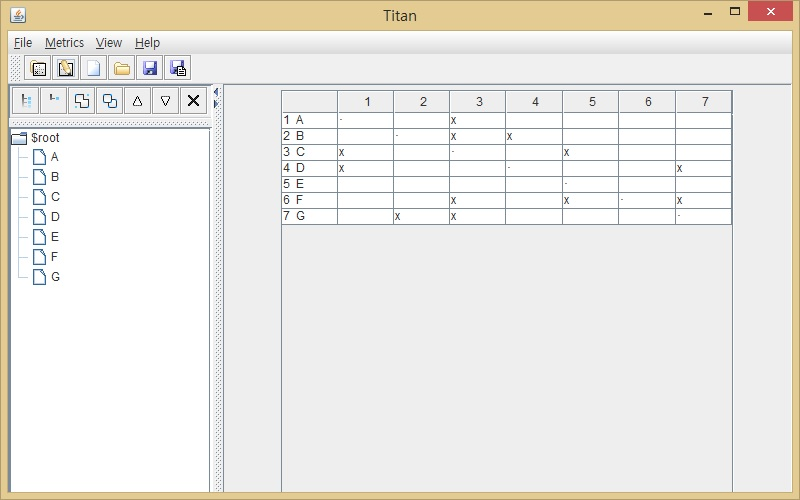 Titan
File Metrics View Help
1 2 3 4 5 6 7
1 A . x
2 B . x x
3 C x . x
4 D x . x
5 E .
6 F x x . x
7 G x x .
$root
A
B
C
D
E
F
G